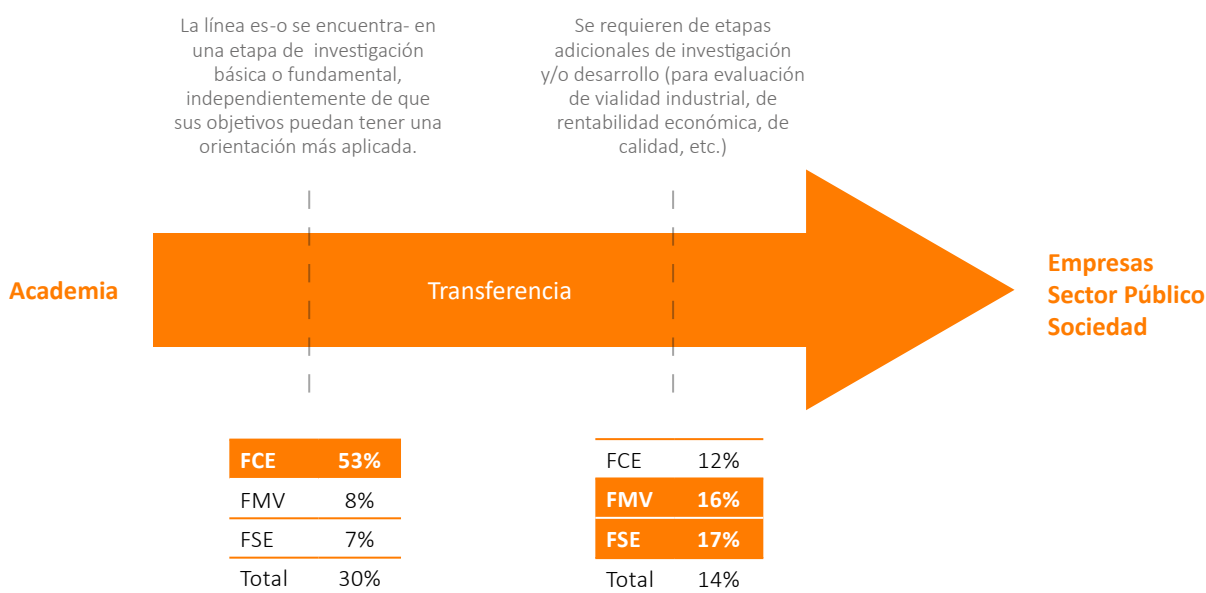 La línea es-o se encuentra- en
una etapa de investigación
básica o fundamental,
independientemente de que
sus objetivos puedan tener una
orientación más aplicada.
Se requieren de etapas
adicionales de investigación
y/o desarrollo (para evaluación
de vialidad industrial, de
rentabilidad económica, de
calidad, etc.)
Academia
Transferencia
Empresas
Sector Público
Sociedad
FCE 53%
FMV 8%
FSE 7%
Total 30%
FCE 12%
FMV 16%
FSE 17%
Total 14%